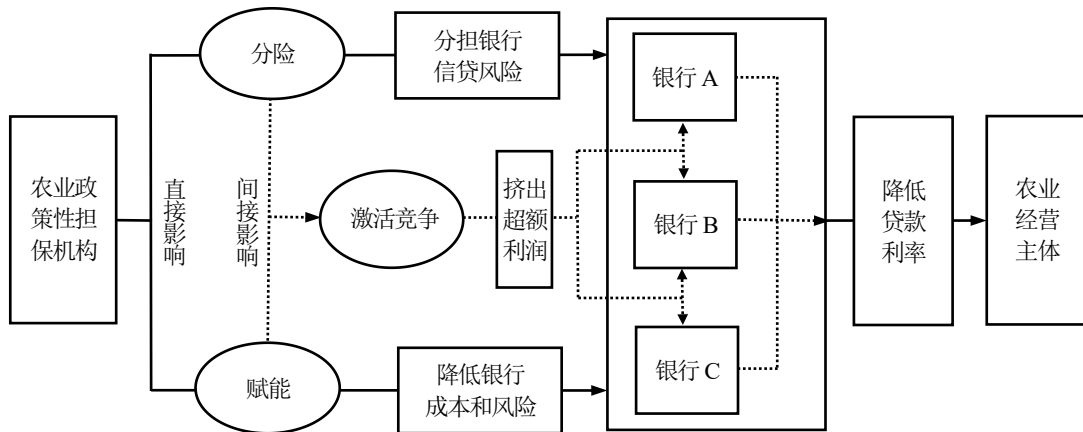 农业政
策性担
保机构
直接影响
间接影响
分险
分担银行
信贷风险
激活竞争
挤出
超额
利润
赋能
降低银行
成本和风险
银行 A
银行 B
银行 C
降低
贷款
利率
农业
经营
主体